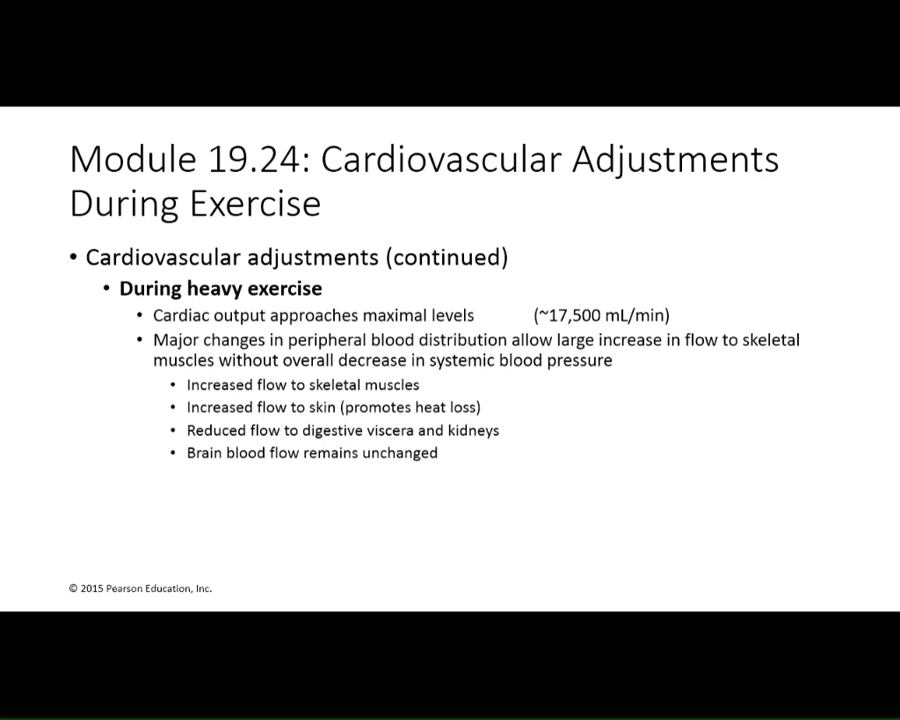 Module 19.24: Cardiovascular Adjustments
During Exercise
• Cardiovascular adjustments (continued)
• During heavy exercise
• Cardiac output approaches maximal levels (~17,500 mL/min)
• Major changes in peripheral blood distribution allow large increase in flow to skeletal
muscles without overall decrease in systemic blood pressure
• Increased flow to skeletal muscles
• Increased flow to skin (promotes heat loss)
• Reduced flow to digestive viscera and kidneys
• Brain blood flow remains unchanged
© 2015 Pearson Education, Inc.